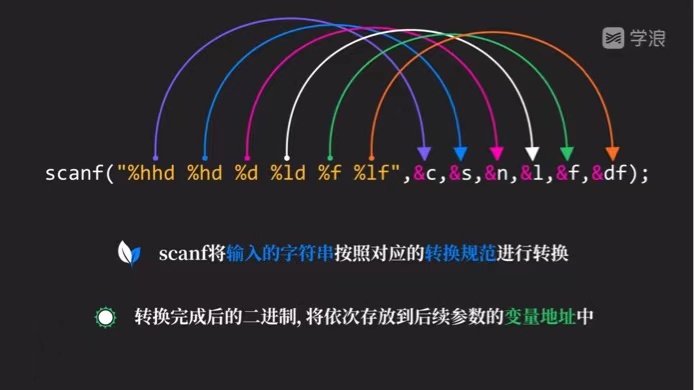 学浪
scanf("%hhd %hd %d %ld %f %lf",&c,&s,&n,&l,&f,&df);
scanf将输入的字符串按照对应的转换规范进行转换
转换完成后的二进制, 将依次存放到后续参数的变量地址中